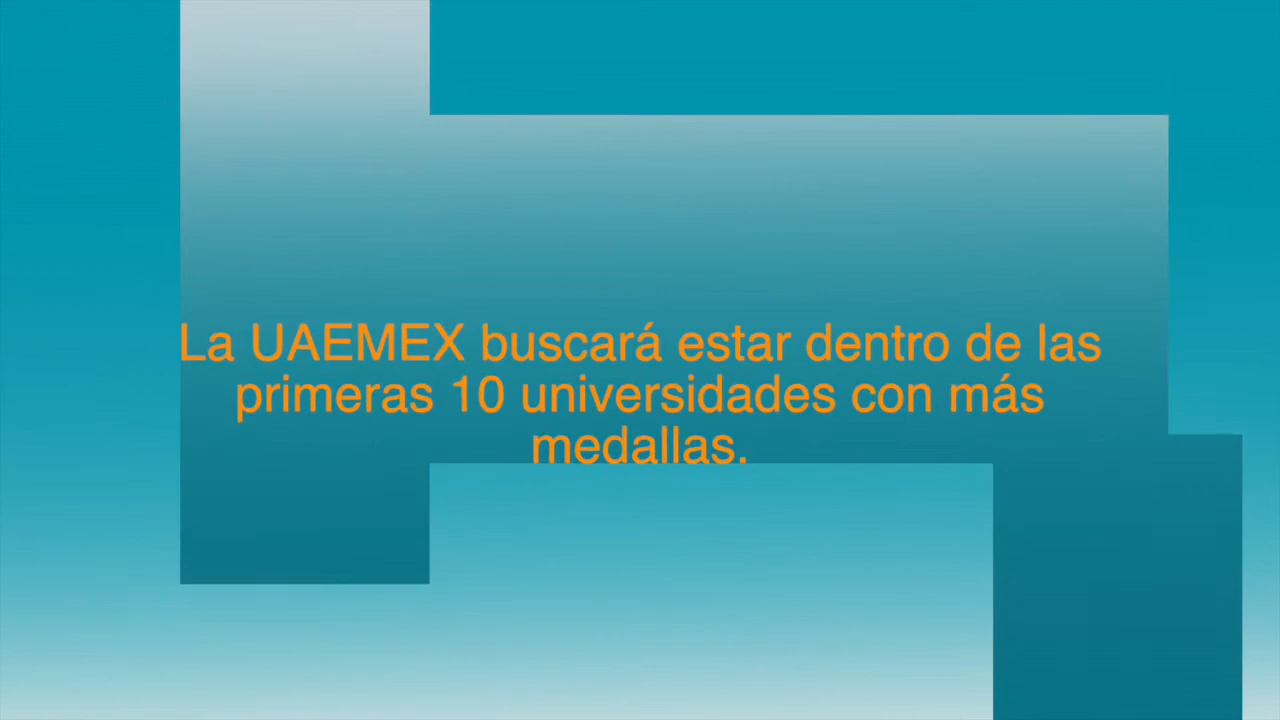 La UAEMEX buscará estar dentro de las
primeras 10 universidades con más
medallas.